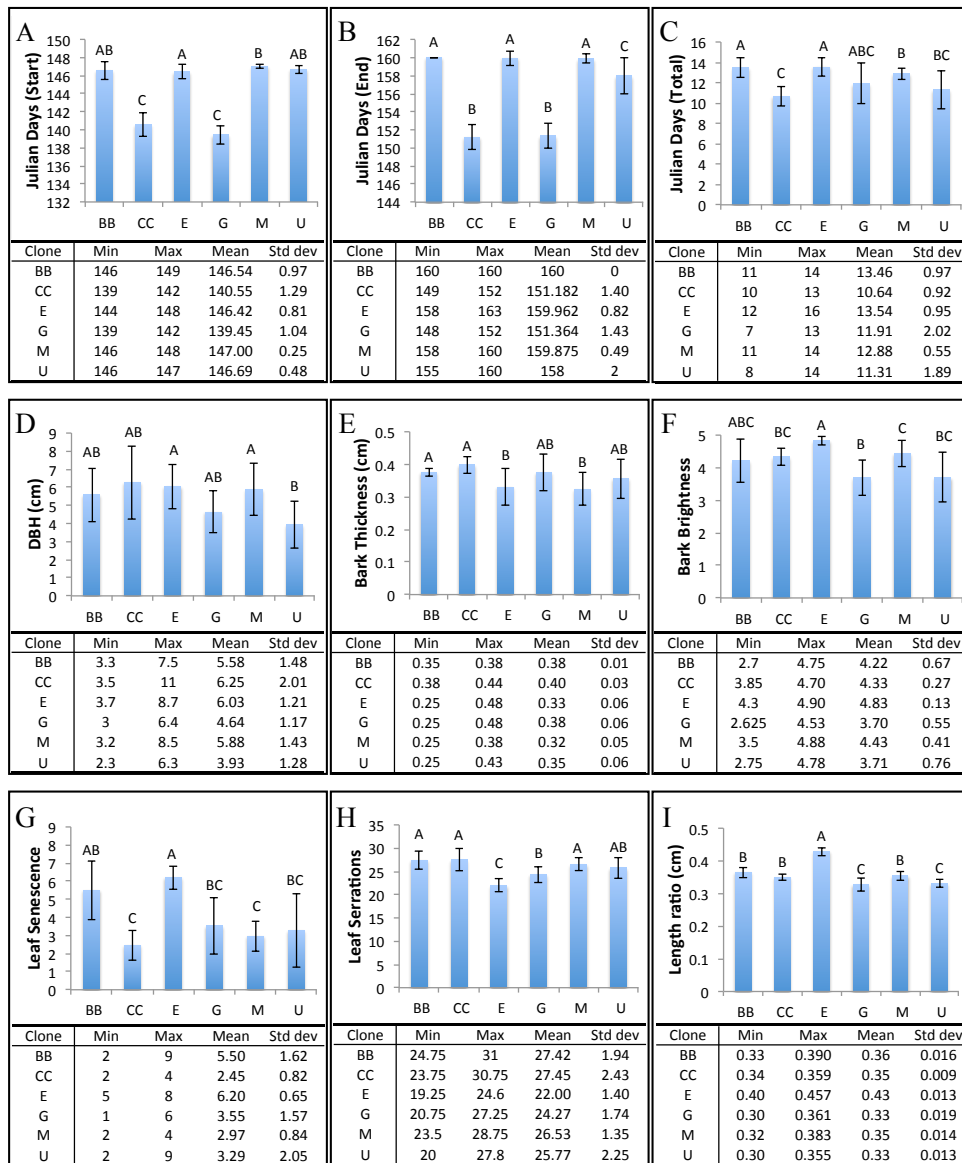 A
Julian Days (Start)
150
148
146
144
142
140
138
136
134
132
AB C A C B AB
BB CC E G M U
Clone Min Max Mean Std dev
BB 146 149 146.54 0.97
CC 139 142 140.55 1.29
E 144 148 146.42 0.81
G 139 142 139.45 1.04
M 146 148 147.00 0.25
U 146 147 146.69 0.48
B
Julian Days (End)
162
160
158
156
154
152
150
148
146
144
A B A B A C
BB CC E G M U
Clone Min Max Mean Std dev
BB 160 160 160 0
CC 149 152 151.182 1.40
E 158 163 159.962 0.82
G 148 152 151.364 1.43
M 158 160 159.875 0.49
U 155 160 158 2
C
Julian Days (Total)
16
14
12
10
8
6
4
2
0
A C A ABC B BC
BB CC E G M U
Clone Min Max Mean Std dev
BB 11 14 13.46 0.97
CC 10 13 10.64 0.92
E 12 16 13.54 0.95
G 7 13 11.91 2.02
M 11 14 12.88 0.55
U 8 14 11.31 1.89
D
DBH (cm)
9
8
7
6
5
4
3
2
1
0
AB AB A AB A B
BB CC E G M U
Clone Min Max Mean Std dev
BB 3.3 7.5 5.58 1.48
CC 3.5 11 6.25 2.01
E 3.7 8.7 6.03 1.21
G 3 6.4 4.64 1.17
M 3.2 8.5 5.88 1.43
U 2.3 6.3 3.93 1.28
E
Bark Thickness (cm)
0.5
0.4
0.3
0.2
0.1
0
A A B AB B AB
BB CC E G M U
Clone Min Max Mean Std dev
BB 0.35 0.38 0.38 0.01
CC 0.38 0.44 0.40 0.03
E 0.25 0.48 0.33 0.06
G 0.25 0.48 0.38 0.06
M 0.25 0.38 0.32 0.05
U 0.25 0.43 0.35 0.06
F
Bark Brightness
5
4
3
2
1
0
ABC BC A B C BC
BB CC E G M U
Clone Min Max Mean Std dev
BB 2.7 4.75 4.22 0.67
CC 3.85 4.70 4.33 0.27
E 4.3 4.90 4.83 0.13
G 2.625 4.53 3.70 0.55
M 3.5 4.88 4.43 0.41
U 2.75 4.78 3.71 0.76
G
Leaf Senescence
9
8
7
6
5
4
3
2
1
0
AB C A BC C BC
BB CC E G M U
Clone Min Max Mean Std dev
BB 2 9 5.50 1.62
CC 2 4 2.45 0.82
E 5 8 6.20 0.65
G 1 6 3.55 1.57
M 2 4 2.97 0.84
U 2 9 3.29 2.05
H
Leaf Serrations
35
30
25
20
15
10
5
0
A A C B A AB
BB CC E G M U
Clone Min Max Mean Std dev
BB 24.75 31 27.42 1.94
CC 23.75 30.75 27.45 2.43
E 19.25 24.6 22.00 1.40
G 20.75 27.25 24.27 1.74
M 23.5 28.75 26.53 1.35
U 20 27.8 25.77 2.25
I
Length ratio (cm)
0.5
0.4
0.3
0.2
0.1
0
B B A C B C
BB CC E G M U
Clone Min Max Mean Std dev
BB 0.33 0.390 0.36 0.016
CC 0.34 0.359 0.35 0.009
E 0.40 0.457 0.43 0.013
G 0.30 0.361 0.33 0.019
M 0.32 0.383 0.35 0.014
U 0.30 0.355 0.33 0.013